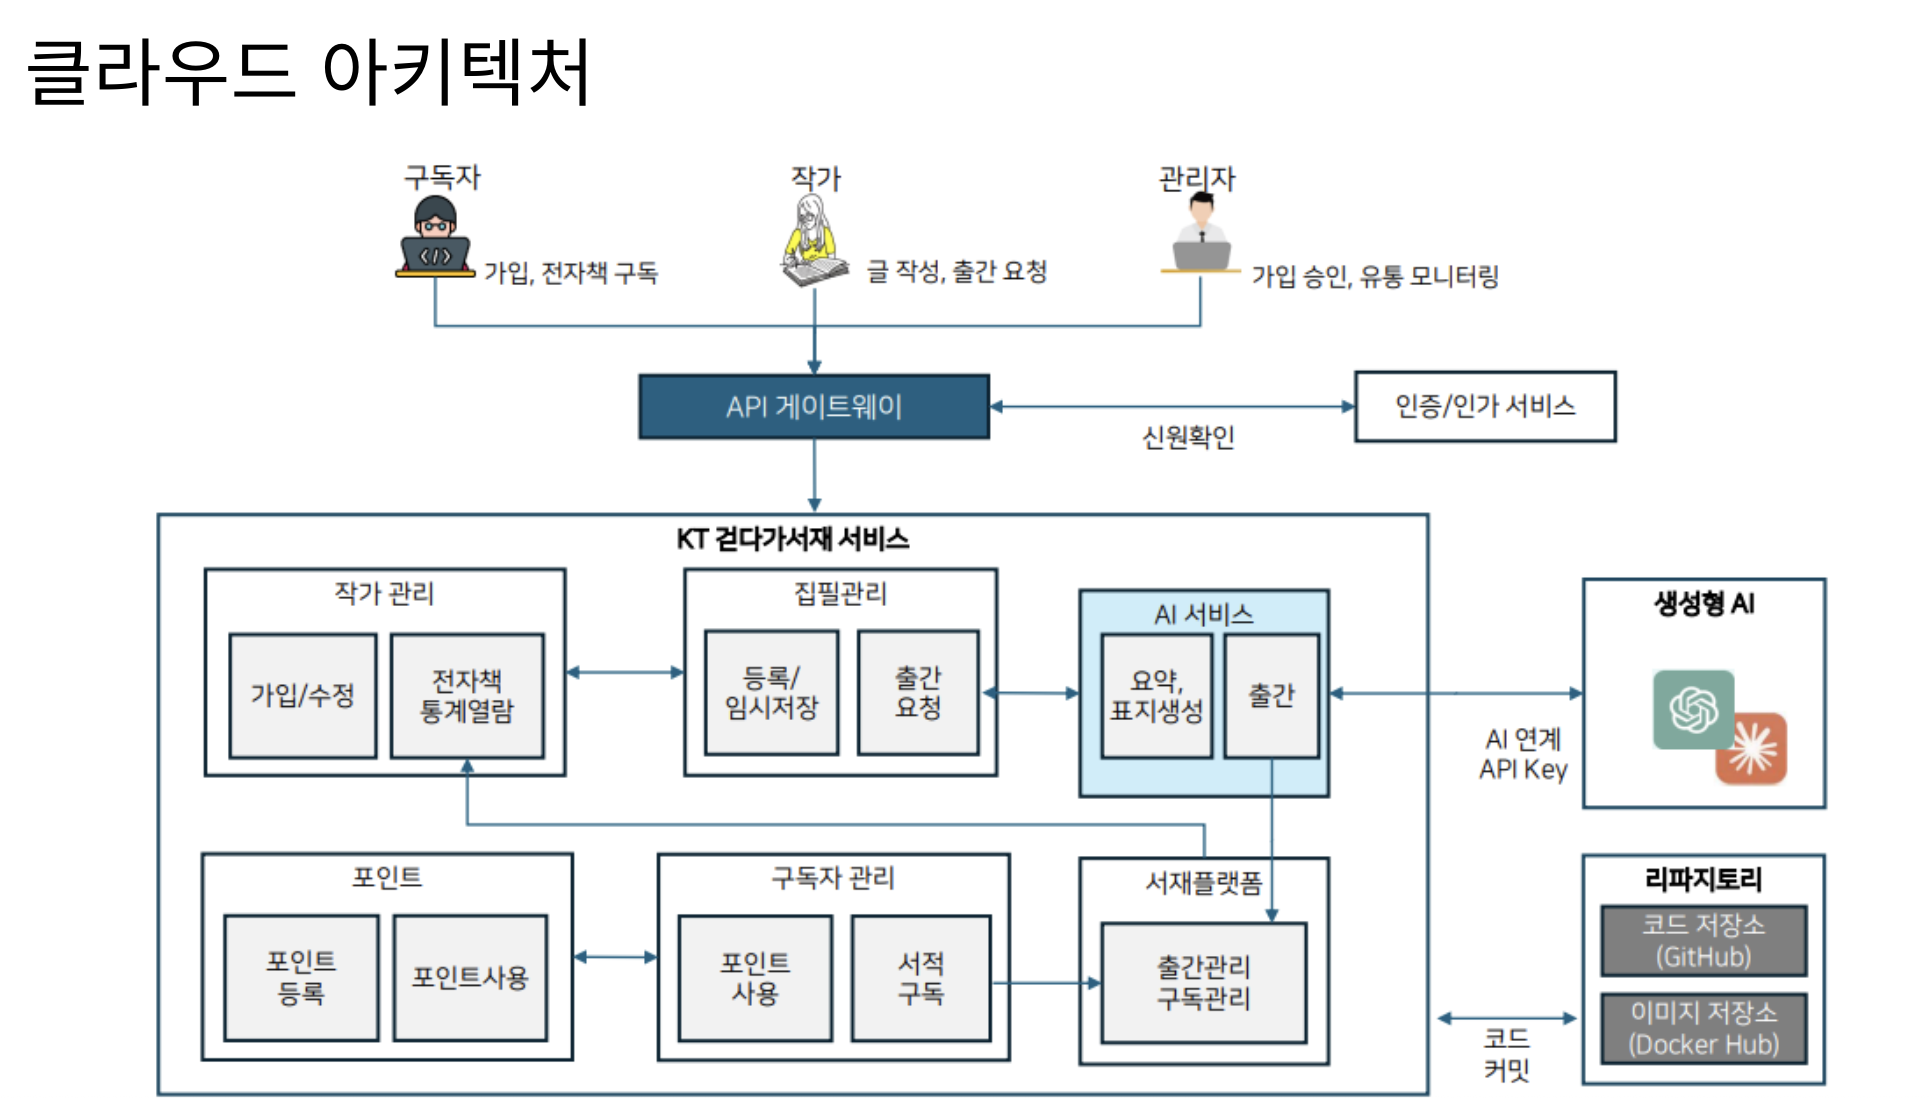 클라우드 아키텍처
구독자
작가
관리자
가입, 전자책 구독
글 작성, 출간 요청
가입 승인, 유통 모니터링
API 게이트웨이
인증/인가 서비스
신원확인
KT 걷다가서재 서비스
작가 관리
가입/수정
전자책
통계열람
집필관리
등록/
임시저장
출간
요청
AI 서비스
요약,
표지생성
출간
생성형 AI
AI 연계
API Key
포인트
포인트
등록
포인트사용
구독자 관리
포인트
사용
서적
구독
서재플랫폼
출간관리
구독관리
리파지토리
코드 저장소
(GitHub)
이미지 저장소
(Docker Hub)
코드
커밋